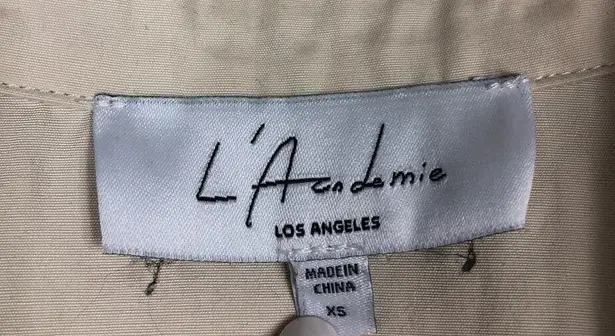 L'Academie
LOS ANGELES
MADE IN
CHINA
XS